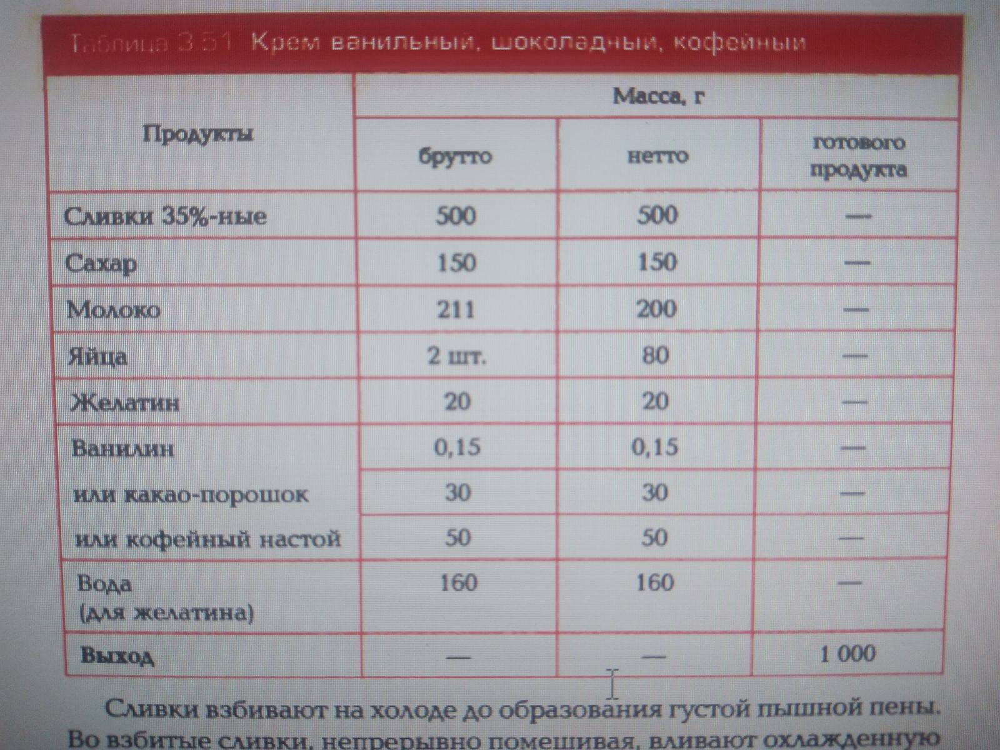 Таблица 3.51 Крем ванильный, шоколадный, кофейный
Масса, г
Продукты
брутто нетто готового
продукта
Сливки 35%-ные 500 500 —
Сахар 150 150 —
Молоко 211 200 —
Яйца 2 шт. 80 —
Желатин 20 20 —
Ванилин 0,15 0,15 —
или какао-порошок 30 30 —
или кофейный настой 50 50 —
Вода 160 160 —
(для желатина)
Выход — — 1 000
Сливки взбивают на холоде до образования густой пышной пены.
Во взбитые сливки, непрерывно помешивая, вливают охлажденную